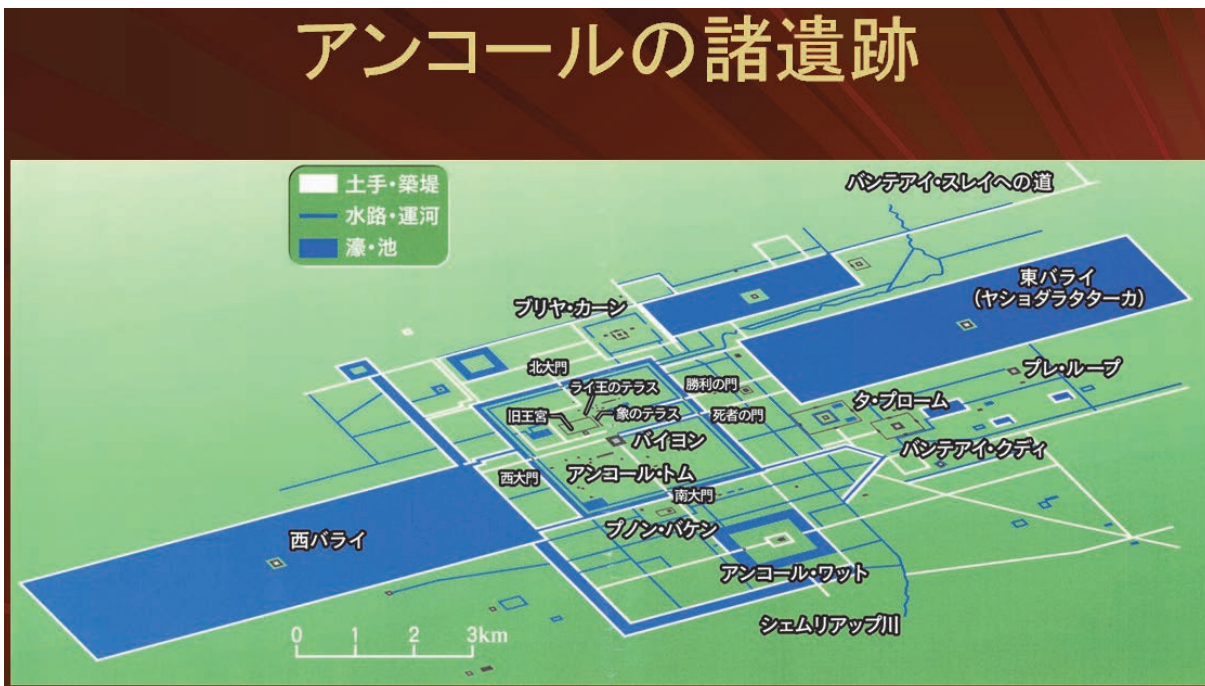 アンコールの諸遺跡
土手・築堤
水路・運河
濠・池
バンテアイ・スレイへの道
東バライ
(ヤショダラタターカ)
プリヤ・カーン
北大門
ライ王のテラス
勝利の門
プレ・ループ
旧王宮
象のテラス
死者の門
タ・プローム
バイヨン
バンテアイ・クディ
西大門
アンコール・トム
南大門
西バライ
プノン・バケン
アンコール・ワット
シェムリアップ川
0 1 2 3km